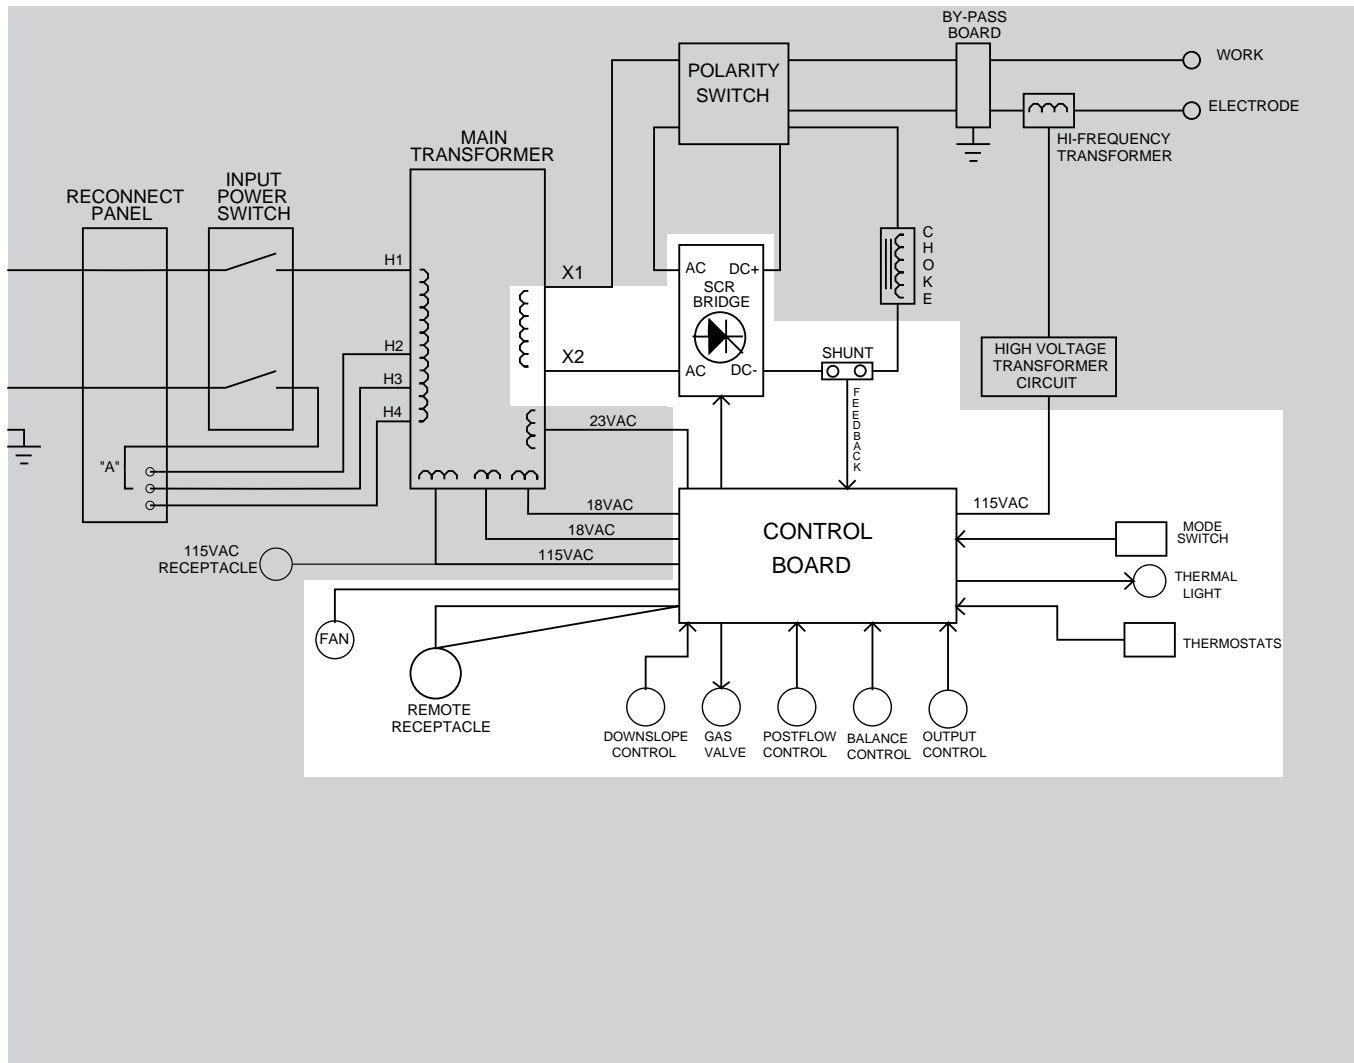 BY-PASS
BOARD
WORK
ELECTRODE
POLARITY
SWITCH
HI-FREQUENCY
TRANSFORMER
MAIN
TRANSFORMER
INPUT
POWER
SWITCH
RECONNECT
PANEL
H1
H2
H3
H4
X1
X2
AC
DC+
SCR
BRIDGE
AC
DC-
CHOKE
SHUNT
FEEDBACK
HIGH VOLTAGE
TRANSFORMER
CIRCUIT
"A"
23VAC
18VAC
18VAC
115VAC
115VAC
RECEPTACLE
CONTROL
BOARD
115VAC
MODE
SWITCH
THERMAL
LIGHT
THERMOSTATS
FAN
REMOTE
RECEPTACLE
DOWNSLOPE
CONTROL
GAS
VALVE
POSTFLOW
CONTROL
BALANCE
CONTROL
OUTPUT
CONTROL